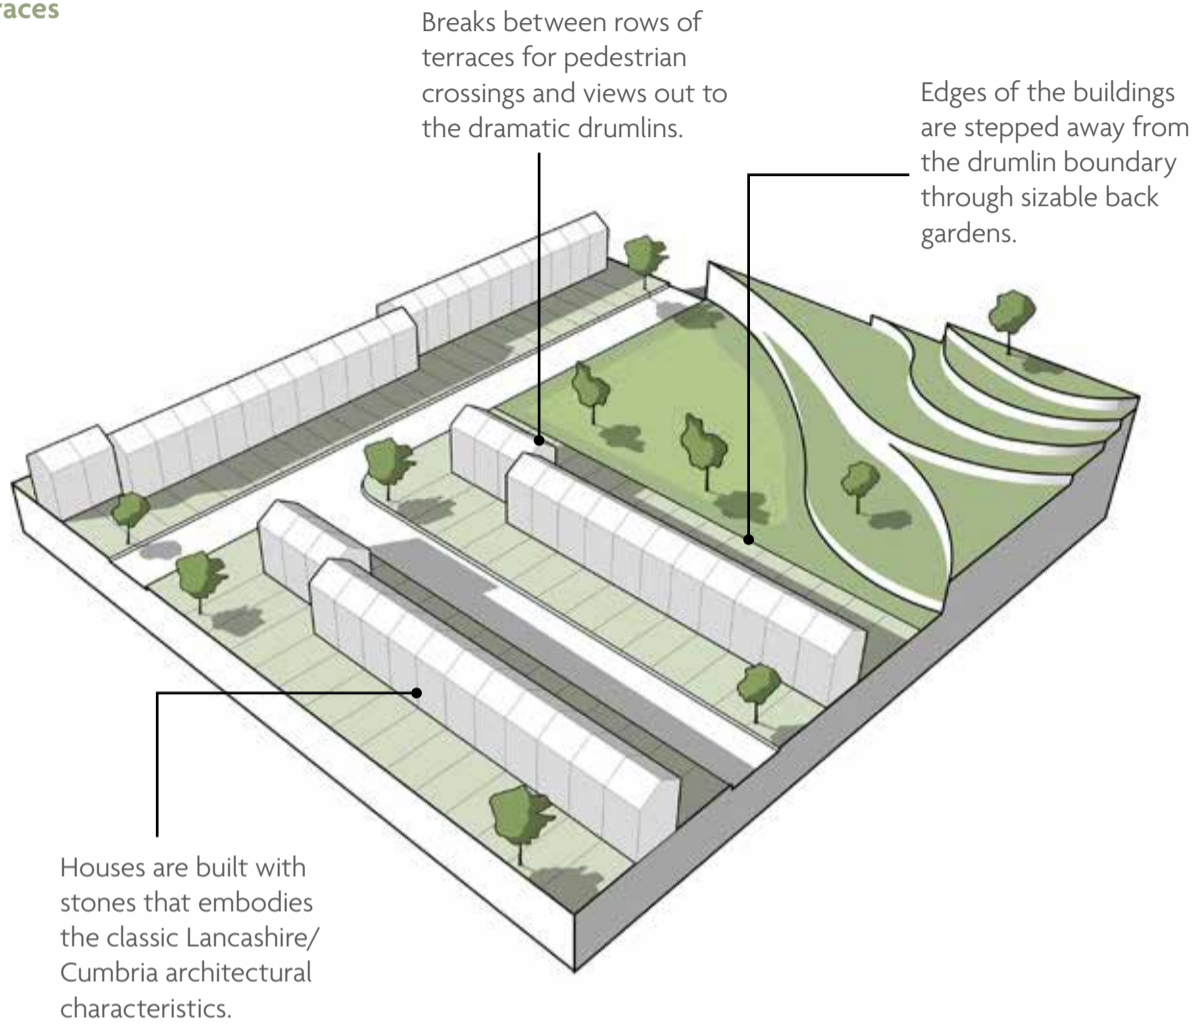 Breaks between rows of
terraces for pedestrian
crossings and views out to
the dramatic drumlins.
Edges of the buildings
are stepped away from
the drumlin boundary
through sizable back
gardens.
Houses are built with
stones that embodies
the classic Lancashire/
Cumbria architectural
characteristics.